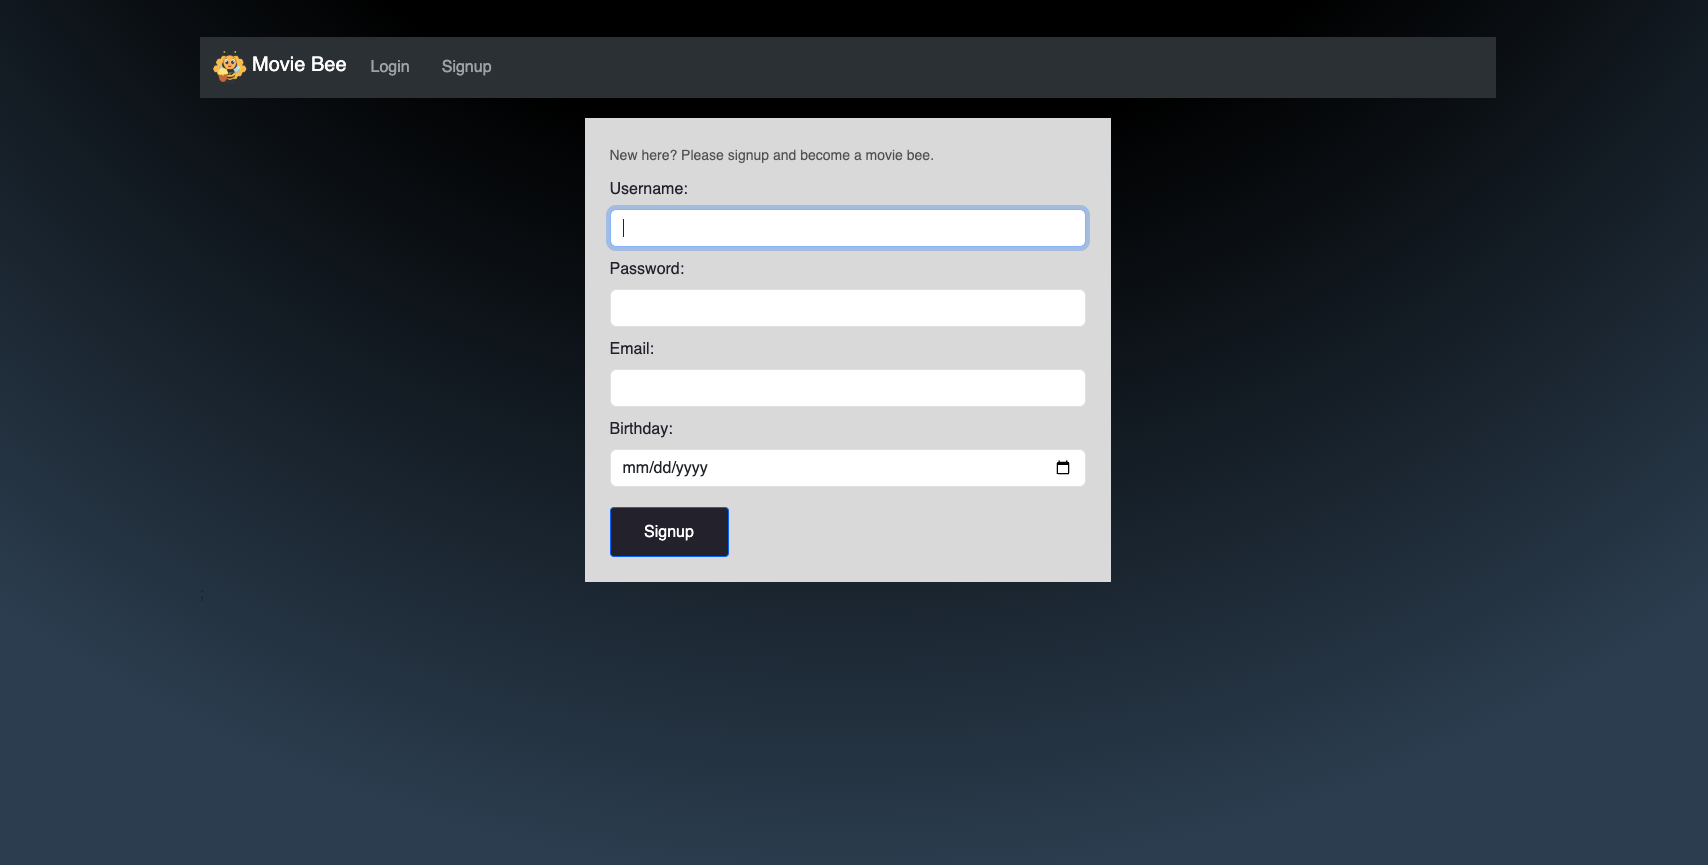 Movie Bee Login Signup
New here? Please signup and become a movie bee.
Username:
Password:
Email:
Birthday:
mm/dd/yyyy
Signup
;